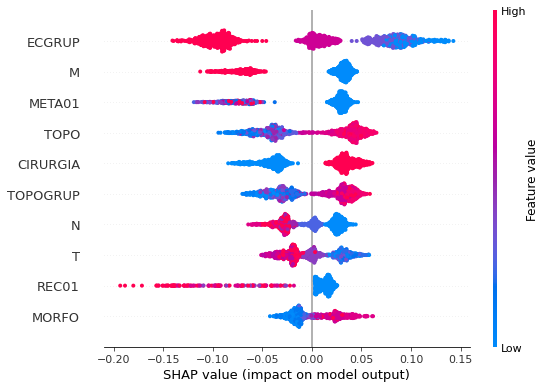 High
ECGRUP
M
META01
TOPO
CIRURGIA
TOPOGRUP
N
T
REC01
MORFO
Feature value
Low
−0.20 −0.15 −0.10 −0.05 0.00 0.05 0.10 0.15
SHAP value (impact on model output)